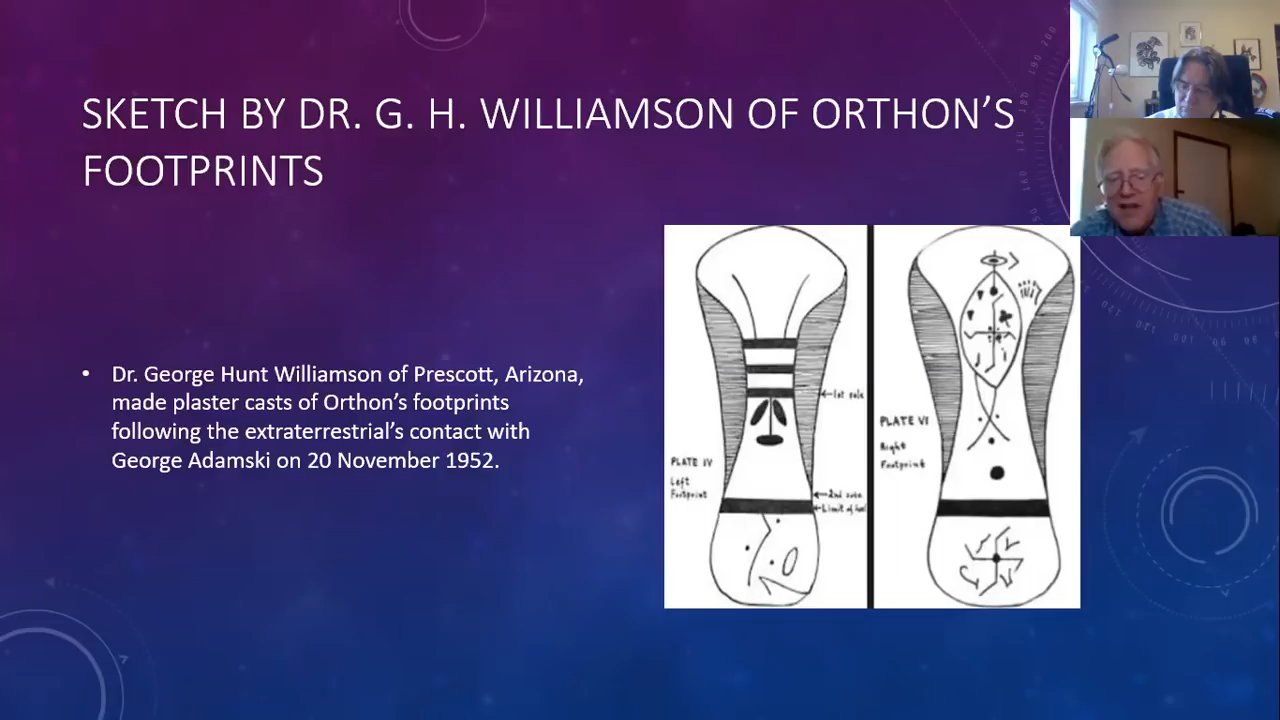 SKETCH BY DR. G. H. WILLIAMSON OF ORTHON'S
FOOTPRINTS
• Dr. George Hunt Williamson of Prescott, Arizona,
made plaster casts of Orthon's footprints
following the extraterrestrial's contact with
George Adamski on 20 November 1952.
1st sole
PLATE IV
Left
Footprint
2nd sole
Limit of heel
PLATE VI
Right
Footprint